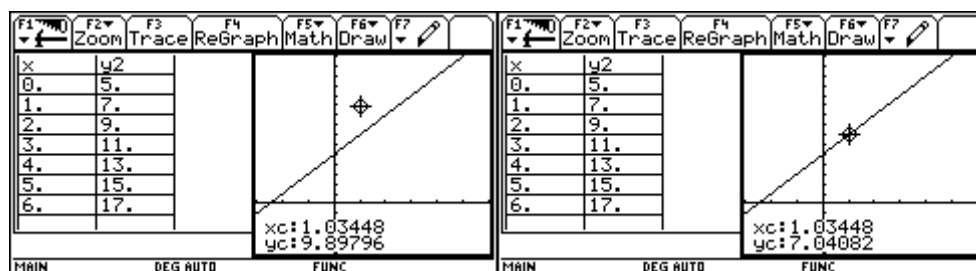 F1 F2 F3 F4 F5 F6 F7
Zoom Trace ReGraph Math Draw
x y2
0. 5.
1. 7.
2. 9.
3. 11.
4. 13.
5. 15.
6. 17.
xc:1.03448
yc:9.89796
MAIN DEG AUTO FUNC
F1 F2 F3 F4 F5 F6 F7
Zoom Trace ReGraph Math Draw
x y2
0. 5.
1. 7.
2. 9.
3. 11.
4. 13.
5. 15.
6. 17.
xc:1.03448
yc:7.04082
MAIN DEG AUTO FUNC